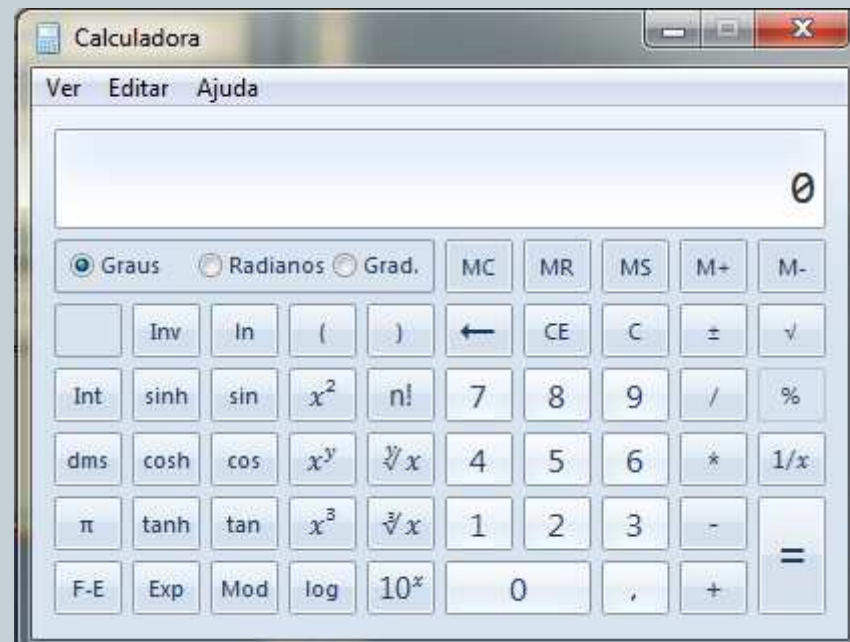 Calculadora
Ver Editar Ajuda
0
Graus Radianos Grad. MC MR MS M+ M-
Inv ln ( ) ← CE C ± √
Int sinh sin x² n! 7 8 9 / %
dms cosh cos xʸ ʸ√x 4 5 6 * 1/x
π tanh tan x³ ³√x 1 2 3 - =
F-E Exp Mod log 10ˣ 0 , +